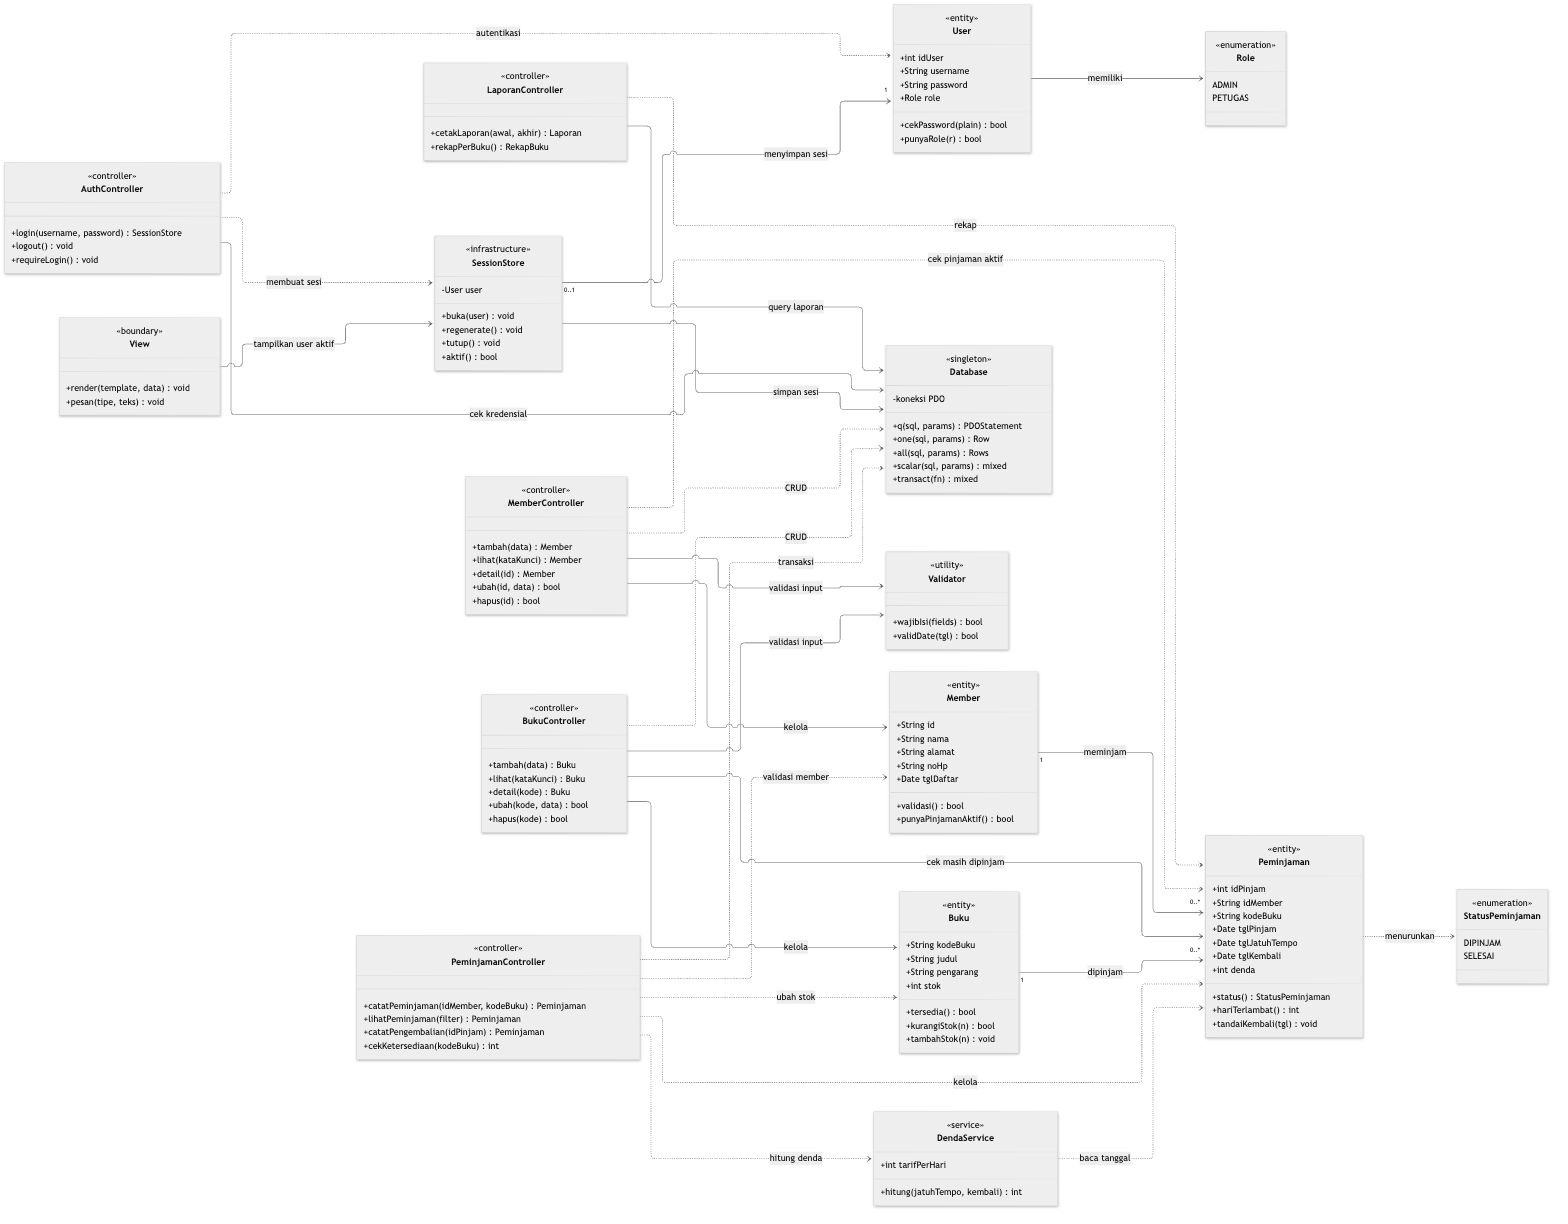 «entity»
User
+int idUser
+String username
+String password
+Role role
+cekPassword(plain) : bool
+punyaRole(r) : bool
«enumeration»
Role
ADMIN
PETUGAS
autentikasi
memiliki
«controller»
LaporanController
+cetakLaporan(awal, akhir) : Laporan
+rekapPerBuku() : RekapBuku
1
menyimpan sesi
«controller»
AuthController
+login(username, password) : SessionStore
+logout() : void
+requireLogin() : void
rekap
«infrastructure»
SessionStore
-User user
+buka(user) : void
+regenerate() : void
+tutup() : void
+aktif() : bool
0..1
cek pinjaman aktif
membuat sesi
query laporan
«boundary»
View
+render(template, data) : void
+pesan(tipe, teks) : void
tampilkan user aktif
«singleton»
Database
-koneksi PDO
+q(sql, params) : PDOStatement
+one(sql, params) : Row
+all(sql, params) : Rows
+scalar(sql, params) : mixed
+transact(fn) : mixed
simpan sesi
cek kredensial
«controller»
MemberController
+tambah(data) : Member
+lihat(kataKunci) : Member
+detail(id) : Member
+ubah(id, data) : bool
+hapus(id) : bool
CRUD
CRUD
transaksi
validasi input
«utility»
Validator
+wajibIsi(fields) : bool
+validDate(tgl) : bool
validasi input
«entity»
Member
+String id
+String nama
+String alamat
+String noHp
+Date tglDaftar
+validasi() : bool
+punyaPinjamanAktif() : bool
«controller»
BukuController
+tambah(data) : Buku
+lihat(kataKunci) : Buku
+detail(kode) : Buku
+ubah(kode, data) : bool
+hapus(kode) : bool
kelola
meminjam
1
validasi member
cek masih dipinjam
«entity»
Peminjaman
+int idPinjam
+String idMember
+String kodeBuku
+Date tglPinjam
+Date tglJatuhTempo
+Date tglKembali
+int denda
+status() : StatusPeminjaman
+hariTerlambat() : int
+tandaiKembali(tgl) : void
0..*
0..*
«enumeration»
StatusPeminjaman
DIPINJAM
SELESAI
menurunkan
«entity»
Buku
+String kodeBuku
+String judul
+String pengarang
+int stok
+tersedia() : bool
+kurangiStok(n) : bool
+tambahStok(n) : void
kelola
dipinjam
1
«controller»
PeminjamanController
+catatPeminjaman(idMember, kodeBuku) : Peminjaman
+lihatPeminjaman(filter) : Peminjaman
+catatPengembalian(idPinjam) : Peminjaman
+cekKetersediaan(kodeBuku) : int
ubah stok
kelola
«service»
DendaService
+int tarifPerHari
+hitung(jatuhTempo, kembali) : int
hitung denda
baca tanggal